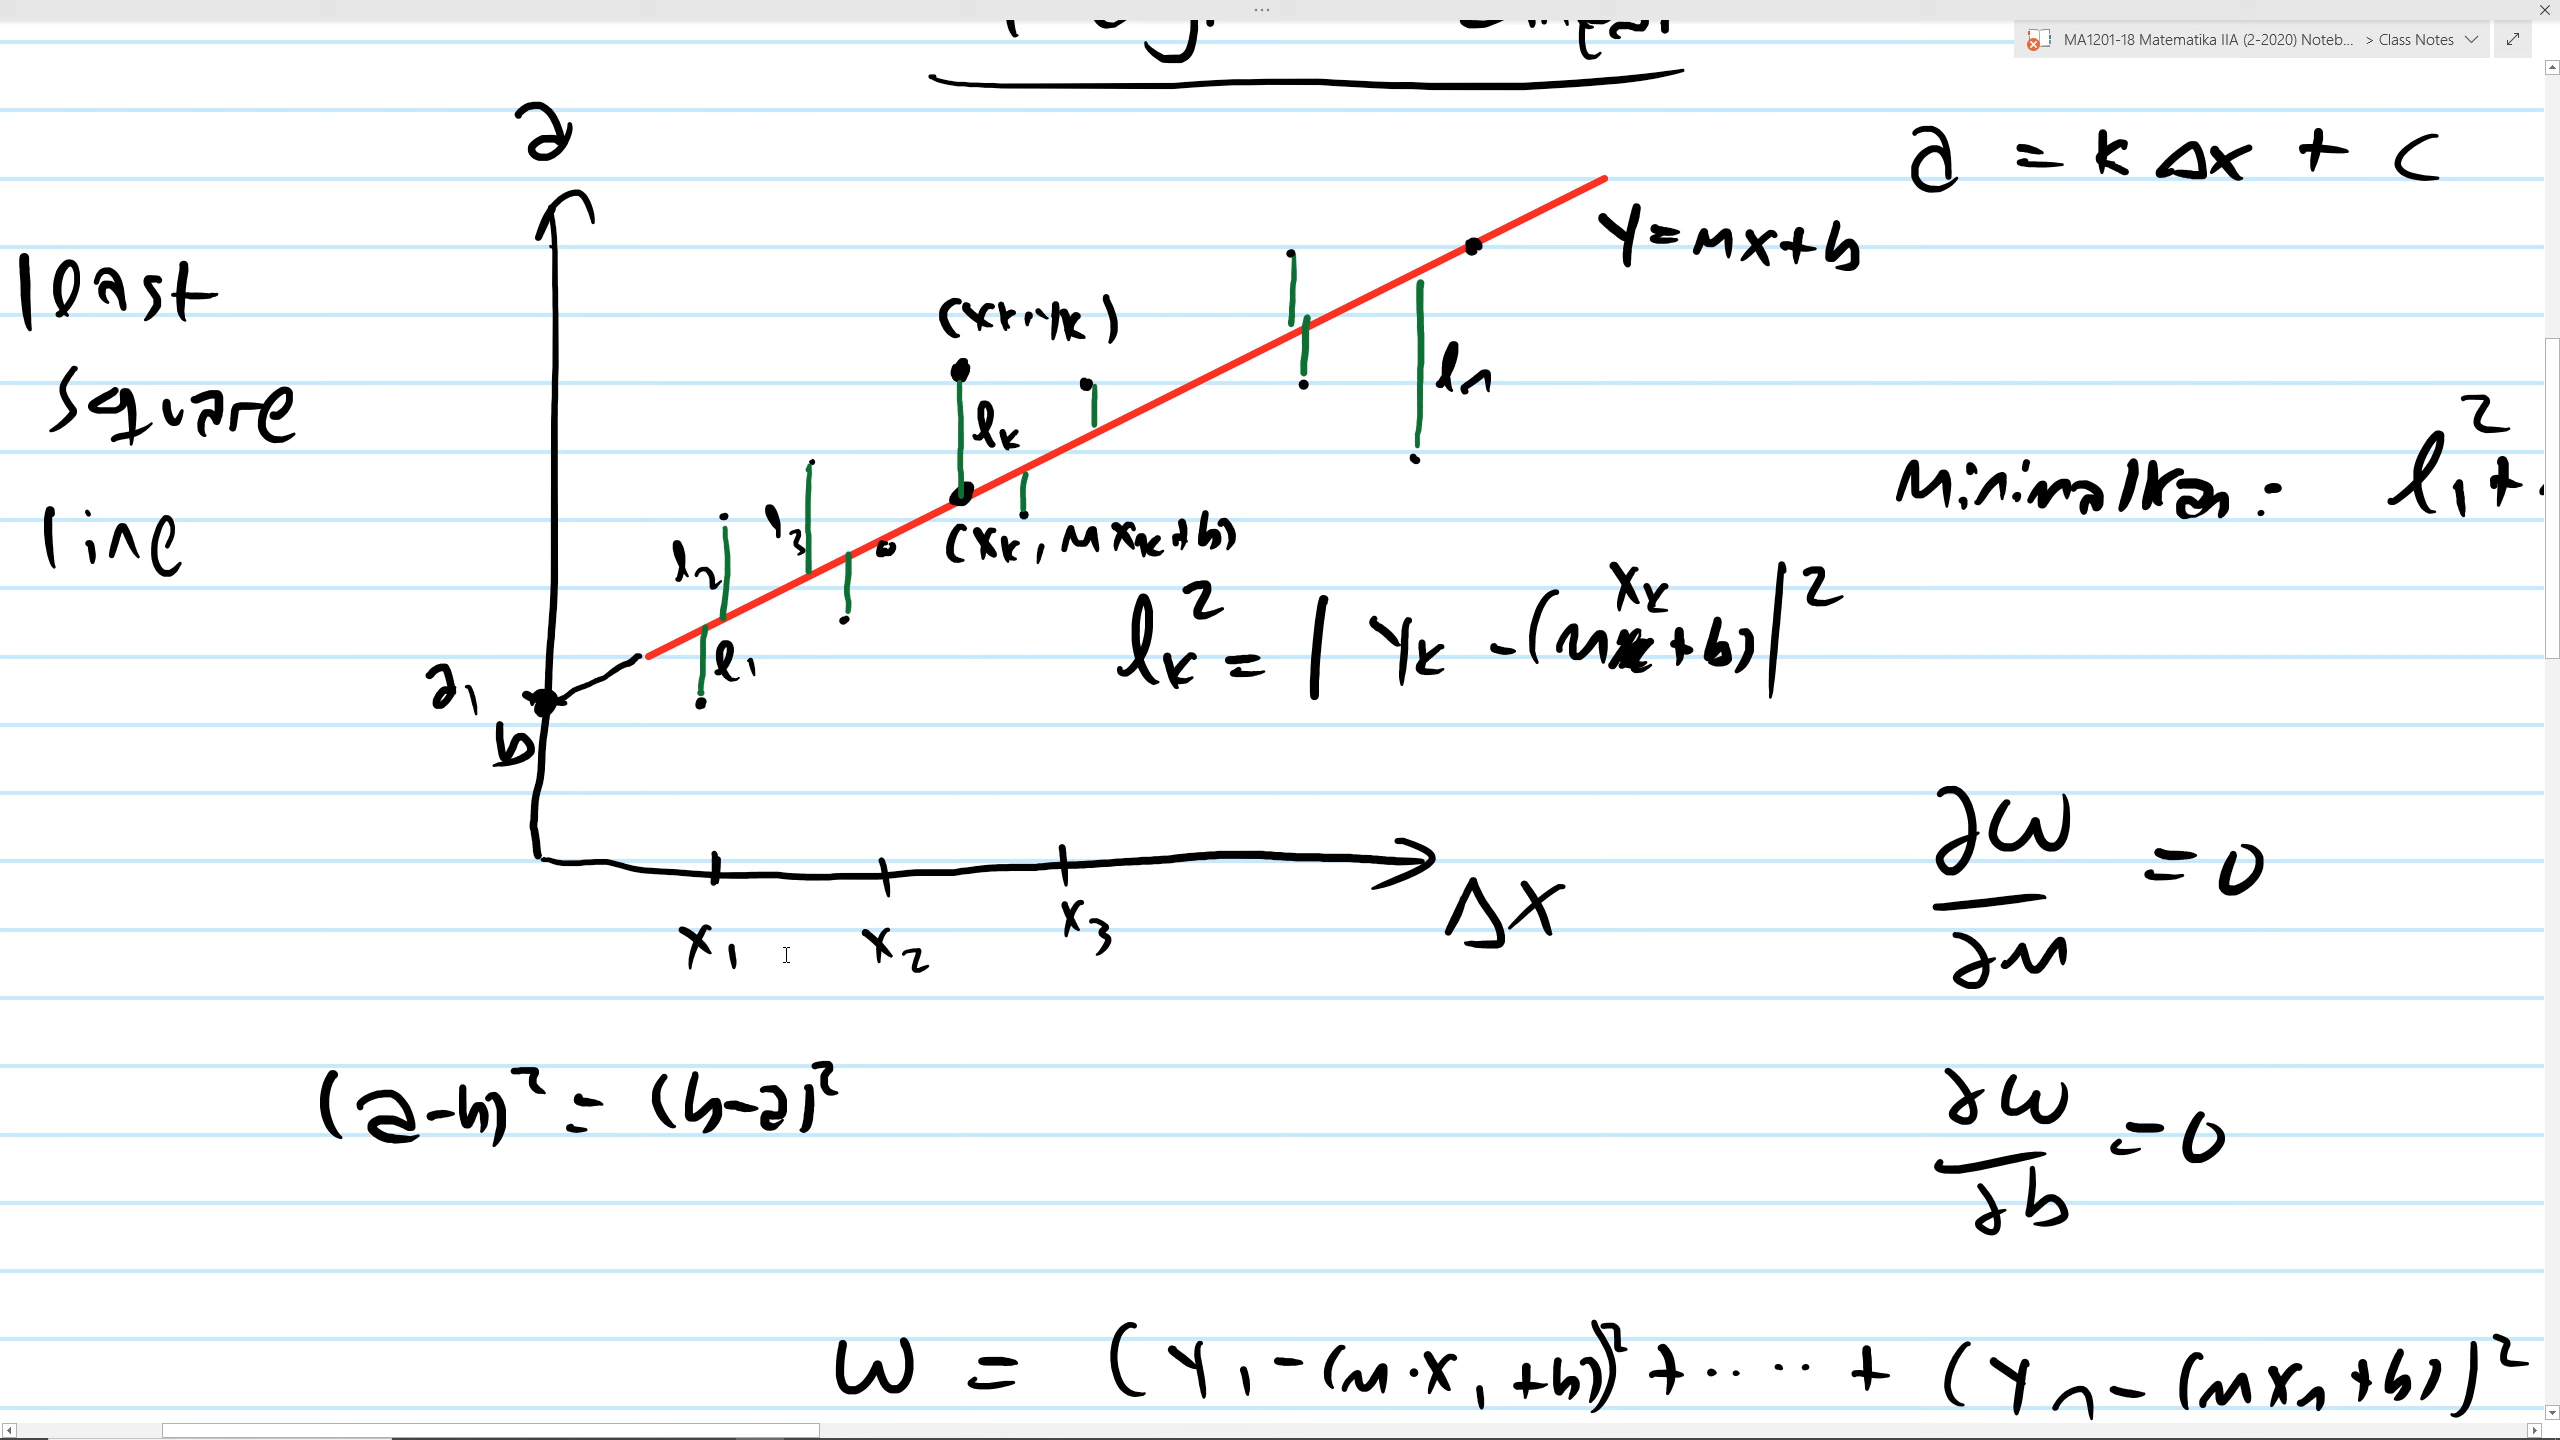 MA1201-18 Matematika IIA (2-2020) Noteb... > Class Notes
a
a = k Δx + c
y = mx + b
least
square
line
(xk, yk)
lk
ln
l3
l2
l1
(xk, mxk + b)
Minimalkan : l1² +
lk² = | yk - (mxk + b) |²
a1
b
x1 x2 x3
Δx
∂w/∂m = 0
(a-b)² = (b-a)²
∂w/∂b = 0
w = (y1 - (m·x1 + b))² + ..... + (yn - (mxn + b))²